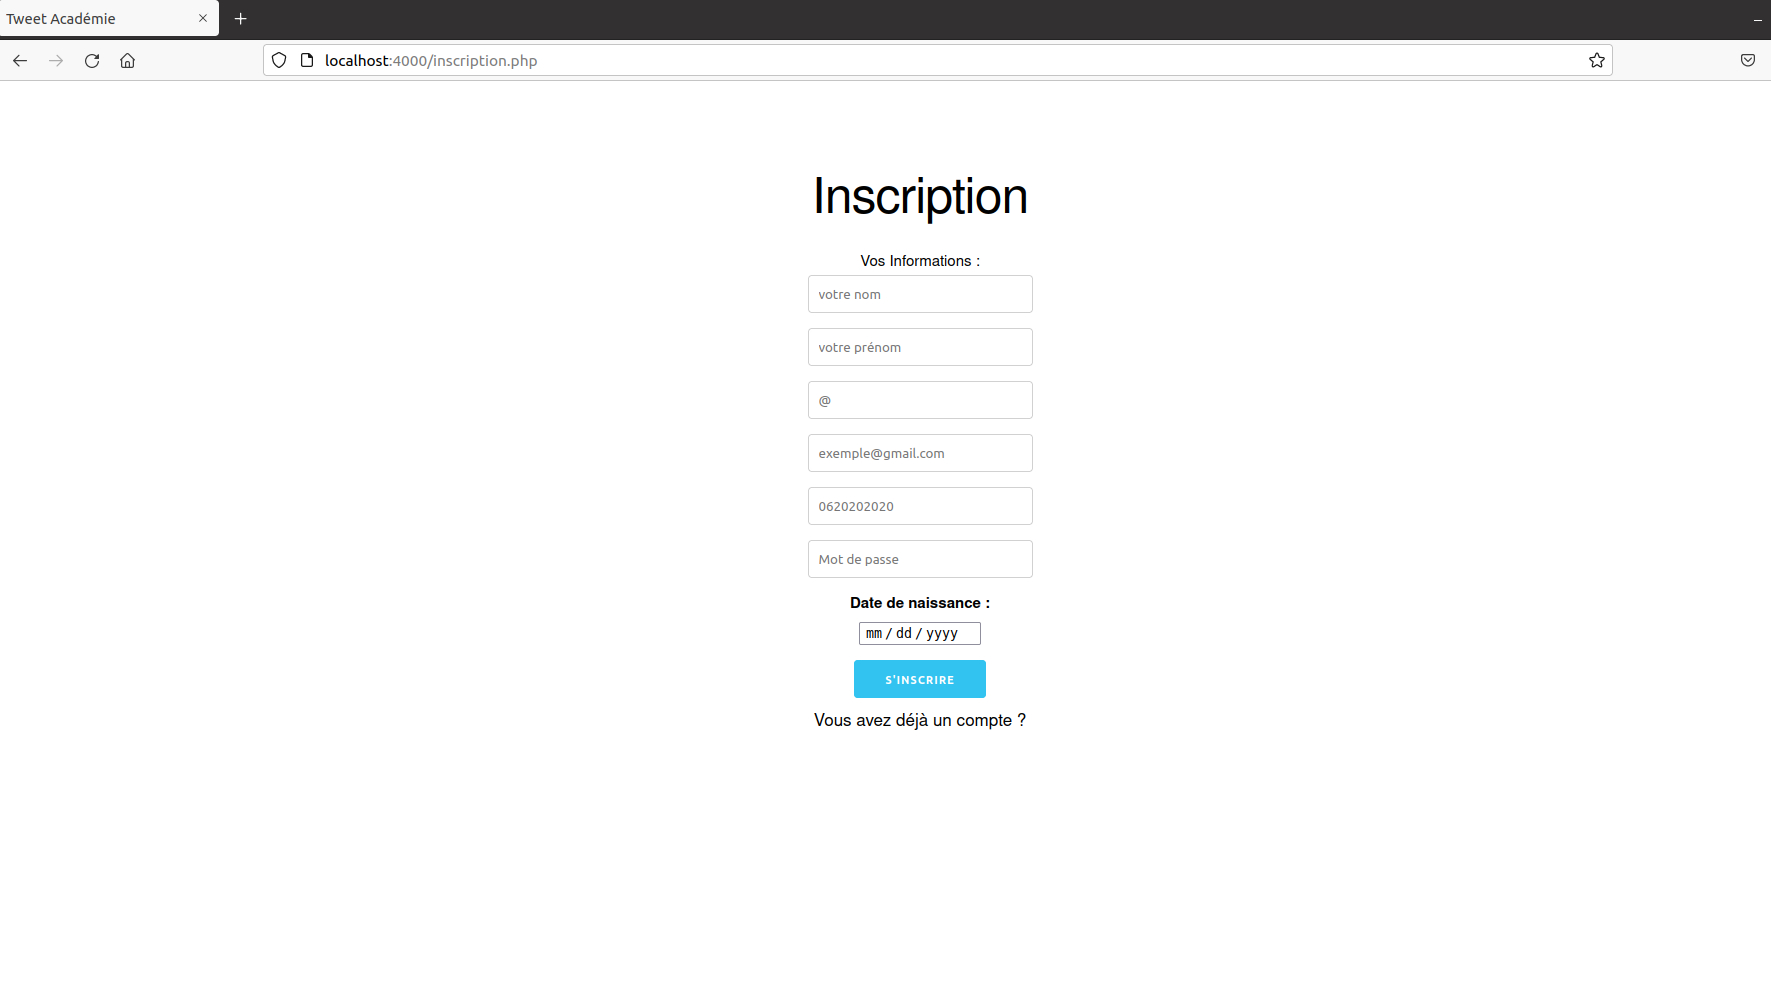 Tweet Académie
localhost:4000/inscription.php
Inscription
Vos Informations :
votre nom
votre prénom
@
exemple@gmail.com
0620202020
Mot de passe
Date de naissance :
mm / dd / yyyy
S'INSCRIRE
Vous avez déjà un compte ?